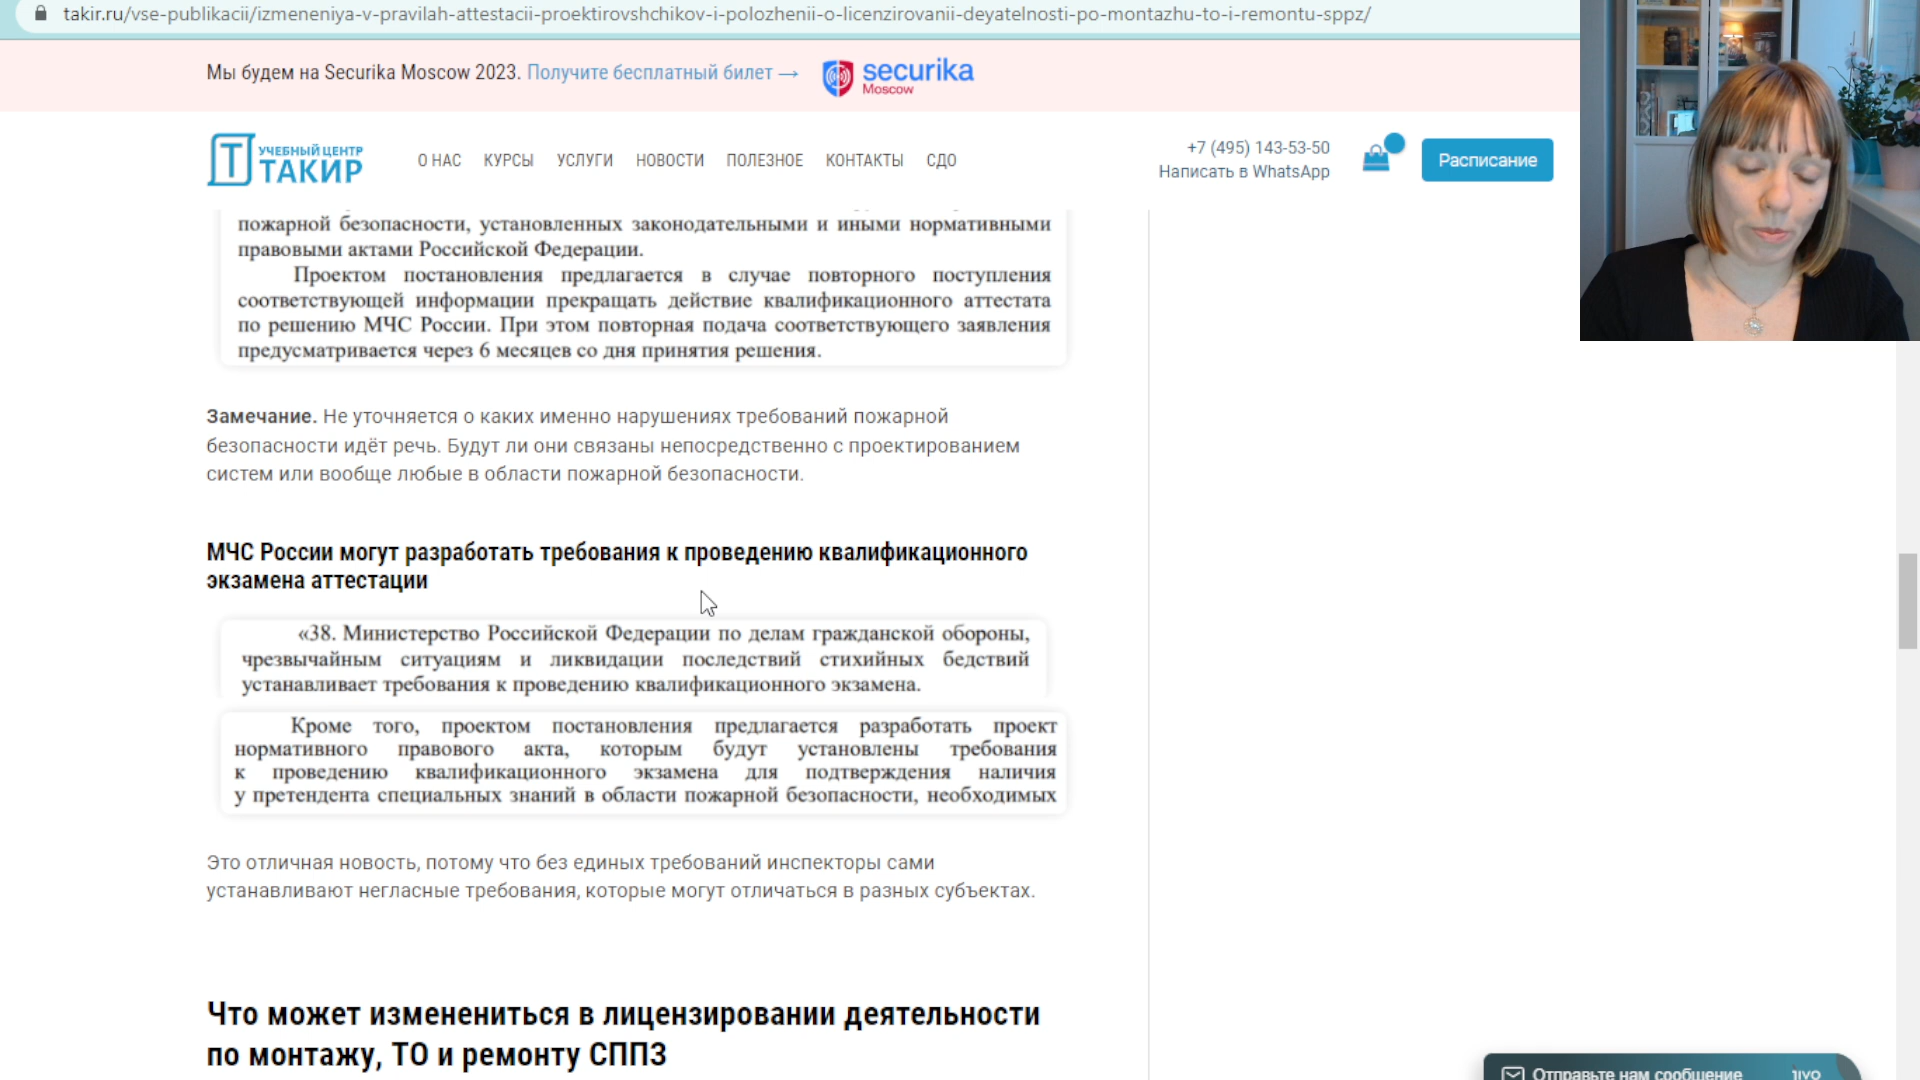 takir.ru/vse-publikacii/izmeneniya-v-pravilah-attestacii-proektirovshchikov-i-polozhenii-o-licenzirovanii-deyatelnosti-po-montazhu-to-i-remontu-sppz/
Мы будем на Securika Moscow 2023. Получите бесплатный билет →
securika
Moscow
УЧЕБНЫЙ ЦЕНТР
ТАКИР
О НАС КУРСЫ УСЛУГИ НОВОСТИ ПОЛЕЗНОЕ КОНТАКТЫ СДО
+7 (495) 143-53-50
Написать в WhatsApp
Расписание
пожарной безопасности, установленных законодательными и иными нормативными
правовыми актами Российской Федерации.
Проектом постановления предлагается в случае повторного поступления
соответствующей информации прекращать действие квалификационного аттестата
по решению МЧС России. При этом повторная подача соответствующего заявления
предусматривается через 6 месяцев со дня принятия решения.
Замечание. Не уточняется о каких именно нарушениях требований пожарной
безопасности идёт речь. Будут ли они связаны непосредственно с проектированием
систем или вообще любые в области пожарной безопасности.
МЧС России могут разработать требования к проведению квалификационного
экзамена аттестации
«38. Министерство Российской Федерации по делам гражданской обороны,
чрезвычайным ситуациям и ликвидации последствий стихийных бедствий
устанавливает требования к проведению квалификационного экзамена.
Кроме того, проектом постановления предлагается разработать проект
нормативного правового акта, которым будут установлены требования
к проведению квалификационного экзамена для подтверждения наличия
у претендента специальных знаний в области пожарной безопасности, необходимых
Это отличная новость, потому что без единых требований инспекторы сами
устанавливают негласные требования, которые могут отличаться в разных субъектах.
Что может изменениться в лицензировании деятельности
по монтажу, ТО и ремонту СППЗ
Отправьте нам сообщение jivo